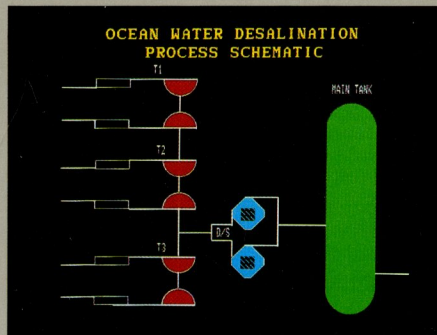 OCEAN WATER DESALINATION
PROCESS SCHEMATIC
T1
MAIN TANK
T2
D/S
T3